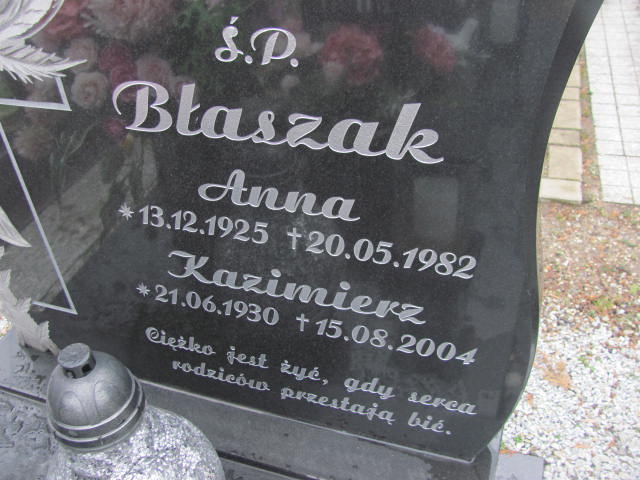 Ś.P.
Błaszak
Anna
*13.12.1925 †20.05.1982
Kazimierz
*21.06.1930 †15.08.2004
Ciężko jest żyć, gdy serca
rodziców przestają bić.